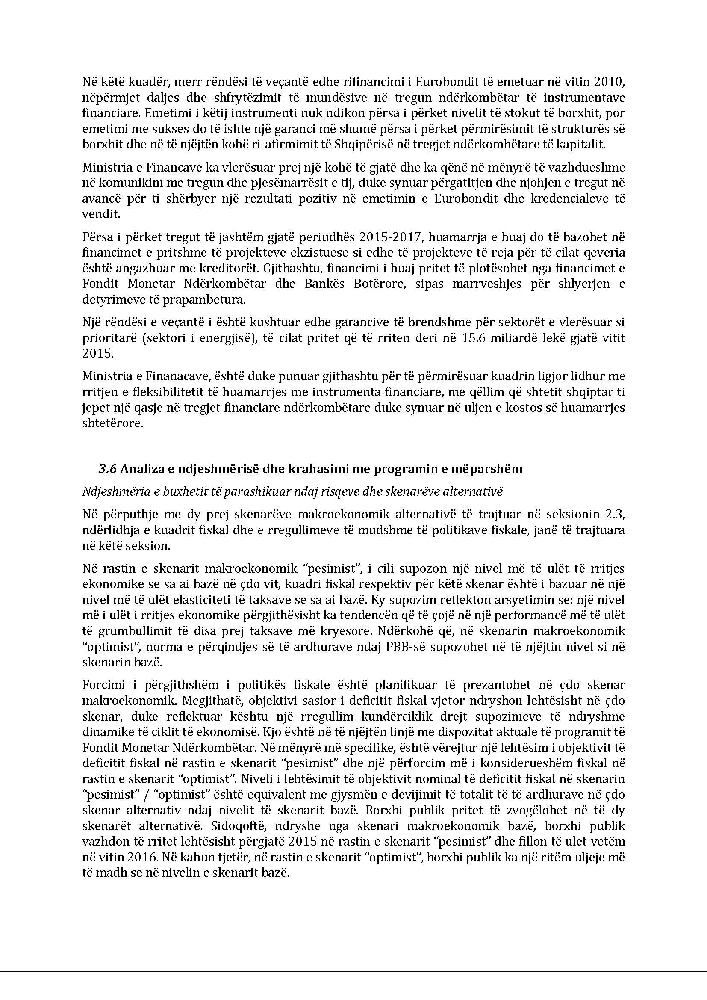 Në këtë kuadër, merr rëndësi të veçantë edhe rifinancimi i Eurobondit të emetuar në vitin 2010,
nëpërmjet daljes dhe shfrytëzimit të mundësive në tregun ndërkombëtar të instrumentave
financiare. Emetimi i këtij instrumenti nuk ndikon përsa i përket nivelit të stokut të borxhit, por
emetimi me sukses do të ishte një garanci më shumë përsa i përket përmirësimit të strukturës së
borxhit dhe në të njëjtën kohë ri-afirmimit të Shqipërisë në tregjet ndërkombëtare të kapitalit.
Ministria e Financave ka vlerësuar prej një kohë të gjatë dhe ka qënë në mënyrë të vazhdueshme
në komunikim me tregun dhe pjesëmarrësit e tij, duke synuar përgatitjen dhe njohjen e tregut në
avancë për ti shërbyer një rezultati pozitiv në emetimin e Eurobondit dhe kredencialeve të
vendit.
Përsa i përket tregut të jashtëm gjatë periudhës 2015-2017, huamarrja e huaj do të bazohet në
financimet e pritshme të projekteve ekzistuese si edhe të projekteve të reja për të cilat qeveria
është angazhuar me kreditorët. Gjithashtu, financimi i huaj pritet të plotësohet nga financimet e
Fondit Monetar Ndërkombëtar dhe Bankës Botërore, sipas marrveshjes për shlyerjen e
detyrimeve të prapambetura.
Një rëndësi e veçantë i është kushtuar edhe garancive të brendshme për sektorët e vlerësuar si
prioritarë (sektori i energjisë), të cilat pritet që të rriten deri në 15.6 miliardë lekë gjatë vitit
2015.
Ministria e Finanacave, është duke punuar gjithashtu për të përmirësuar kuadrin ligjor lidhur me
rritjen e fleksibilitetit të huamarrjes me instrumenta financiare, me qëllim që shtetit shqiptar ti
jepet një qasje në tregjet financiare ndërkombëtare duke synuar në uljen e kostos së huamarrjes
shtetërore.
3.6 Analiza e ndjeshmërisë dhe krahasimi me programin e mëparshëm
Ndjeshmëria e buxhetit të parashikuar ndaj risqeve dhe skenarëve alternativë
Në përputhje me dy prej skenarëve makroekonomik alternativë të trajtuar në seksionin 2.3,
ndërlidhja e kuadrit fiskal dhe e rregullimeve të mudshme të politikave fiskale, janë të trajtuara
në këtë seksion.
Në rastin e skenarit makroekonomik “pesimist”, i cili supozon një nivel më të ulët të rritjes
ekonomike se sa ai bazë në çdo vit, kuadri fiskal respektiv për këtë skenar është i bazuar në një
nivel më të ulët elasticiteti të taksave se sa ai bazë. Ky supozim reflekton arsyetimin se: një nivel
më i ulët i rritjes ekonomike përgjithësisht ka tendencën që të çojë në një performancë më të ulët
të grumbullimit të disa prej taksave më kryesore. Ndërkohë që, në skenarin makroekonomik
“optimist”, norma e përqindjes së të ardhurave ndaj PBB-së supozohet në të njëjtin nivel si në
skenarin bazë.
Forcimi i përgjithshëm i politikës fiskale është planifikuar të prezantohet në çdo skenar
makroekonomik. Megjithatë, objektivi sasior i deficitit fiskal vjetor ndryshon lehtësisht në çdo
skenar, duke reflektuar kështu një rregullim kundërciklik drejt supozimeve të ndryshme
dinamike të ciklit të ekonomisë. Kjo është në të njëjtën linjë me dispozitat aktuale të programit të
Fondit Monetar Ndërkombëtar. Në mënyrë më specifike, është vërejtur një lehtësim i objektivit të
deficitit fiskal në rastin e skenarit “pesimist” dhe një përforcim më i konsiderueshëm fiskal në
rastin e skenarit “optimist”. Niveli i lehtësimit të objektivit nominal të deficitit fiskal në skenarin
“pesimist” / “optimist” është equivalent me gjysmën e devijimit të totalit të të ardhurave në çdo
skenar alternativ ndaj nivelit të skenarit bazë. Borxhi publik pritet të zvogëlohet në të dy
skenarët alternativë. Sidoqoftë, ndryshe nga skenari makroekonomik bazë, borxhi publik
vazhdon të rritet lehtësisht përgjatë 2015 në rastin e skenarit “pesimist” dhe fillon të ulet vetëm
në vitin 2016. Në kahun tjetër, në rastin e skenarit “optimist”, borxhi publik ka një ritëm uljeje më
të madh se në nivelin e skenarit bazë.